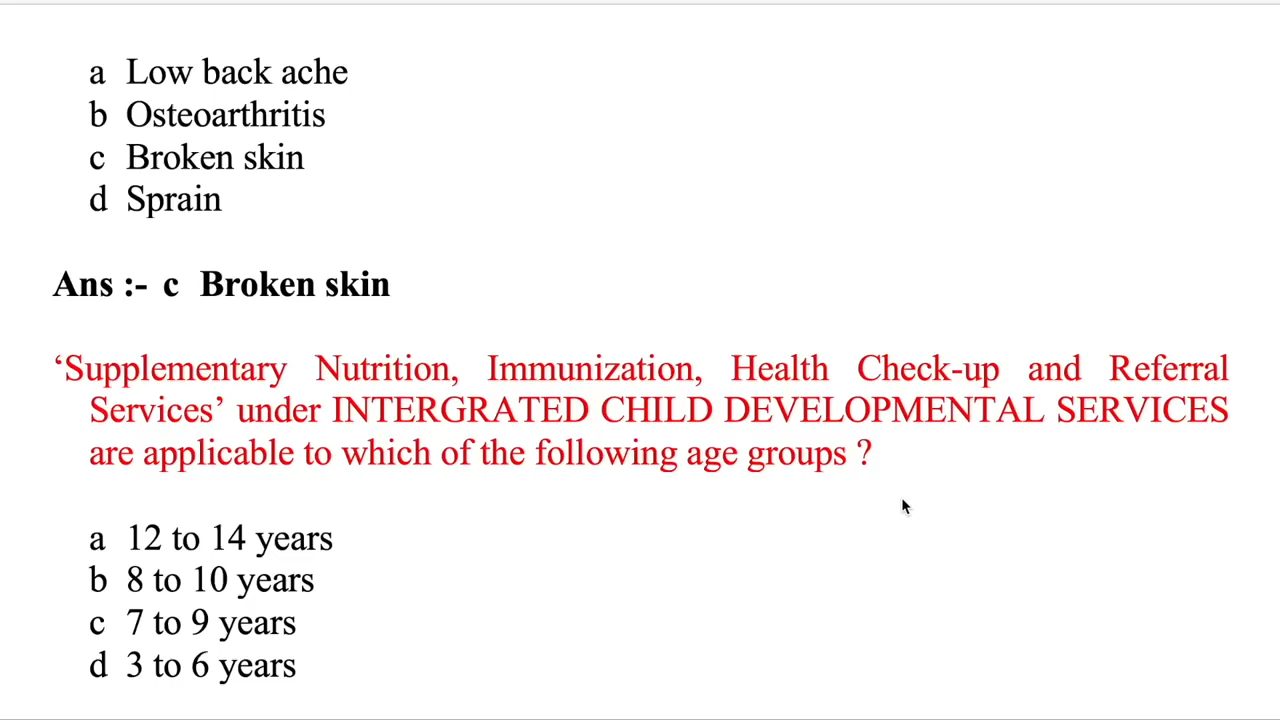 a Low back ache
b Osteoarthritis
c Broken skin
d Sprain
Ans :- c Broken skin
‘Supplementary Nutrition, Immunization, Health Check-up and Referral
Services’ under INTERGRATED CHILD DEVELOPMENTAL SERVICES
are applicable to which of the following age groups ?
a 12 to 14 years
b 8 to 10 years
c 7 to 9 years
d 3 to 6 years